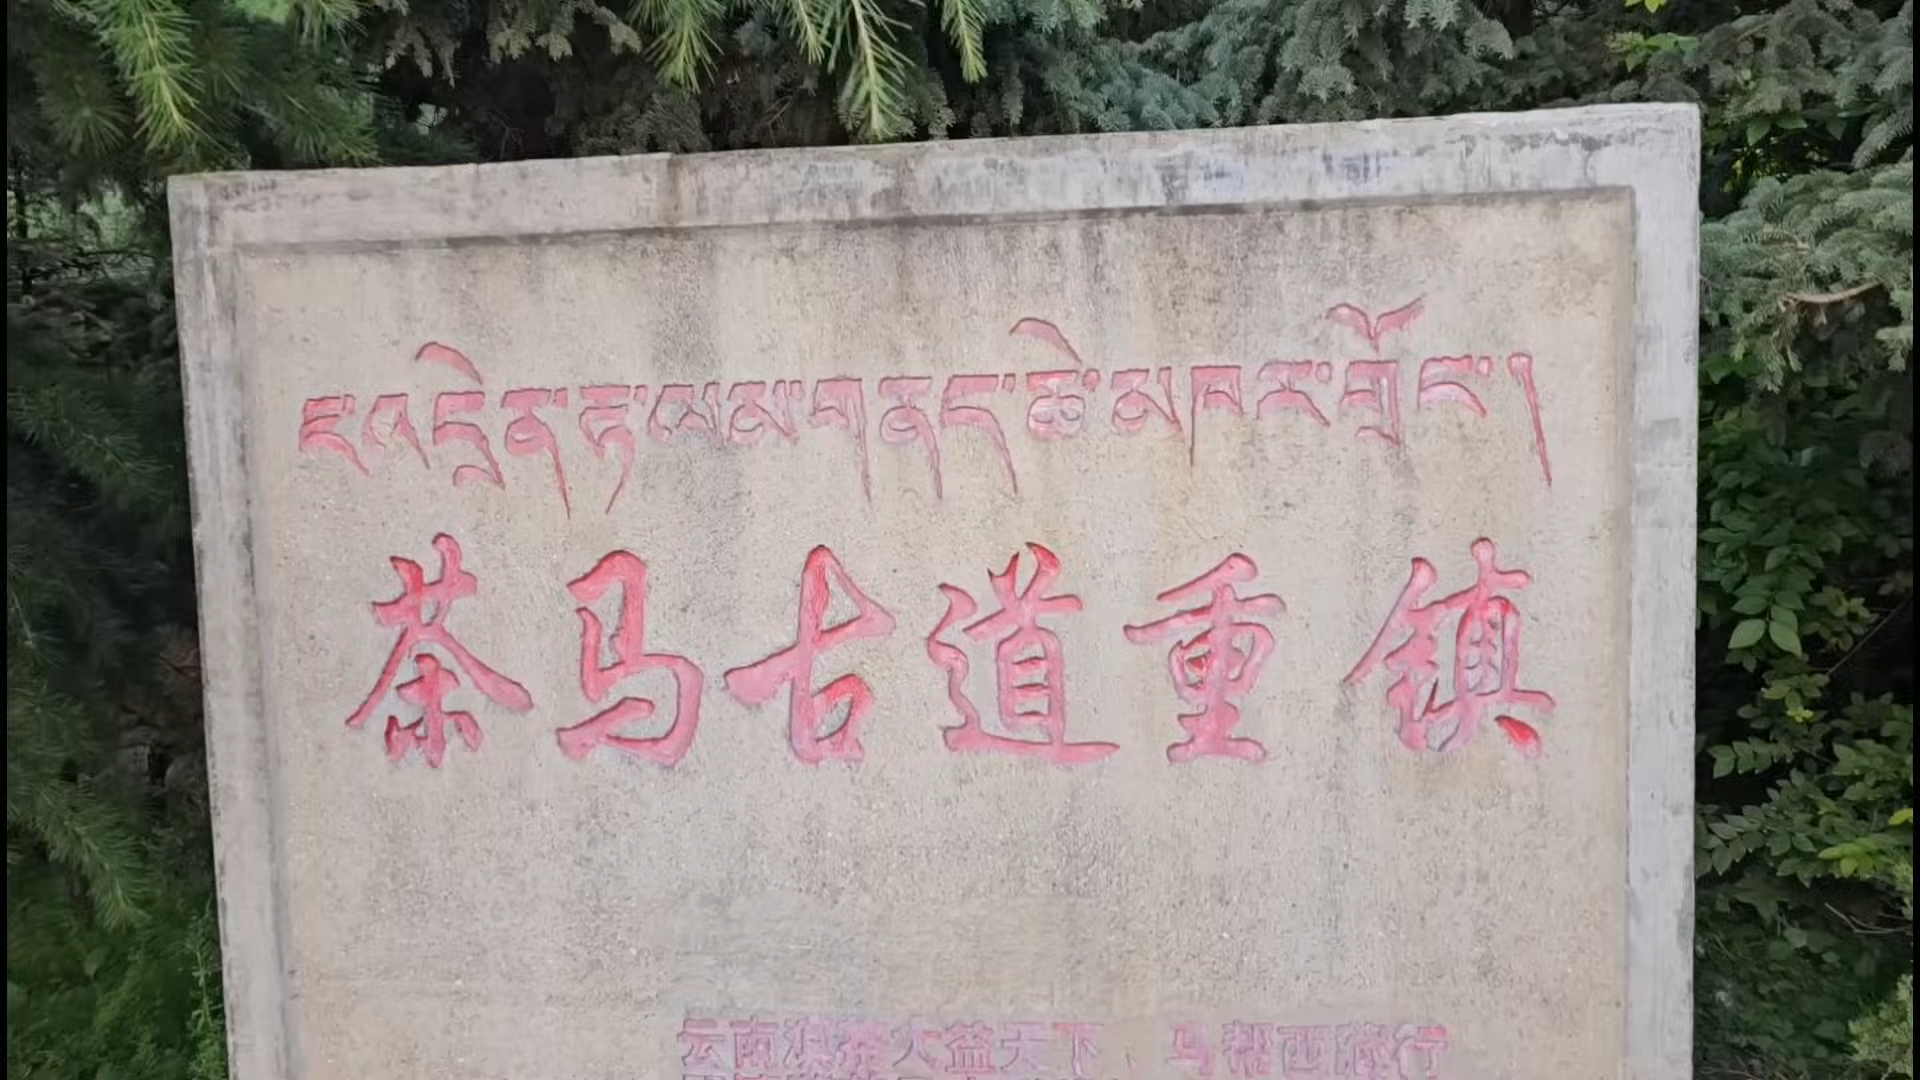 ཇ་འདྲེན་རྟ་ལམ་གནད་ཆེ་མཁར་གྲོང་།
茶马古道重镇
云南滇茶大益天下、马帮西藏行